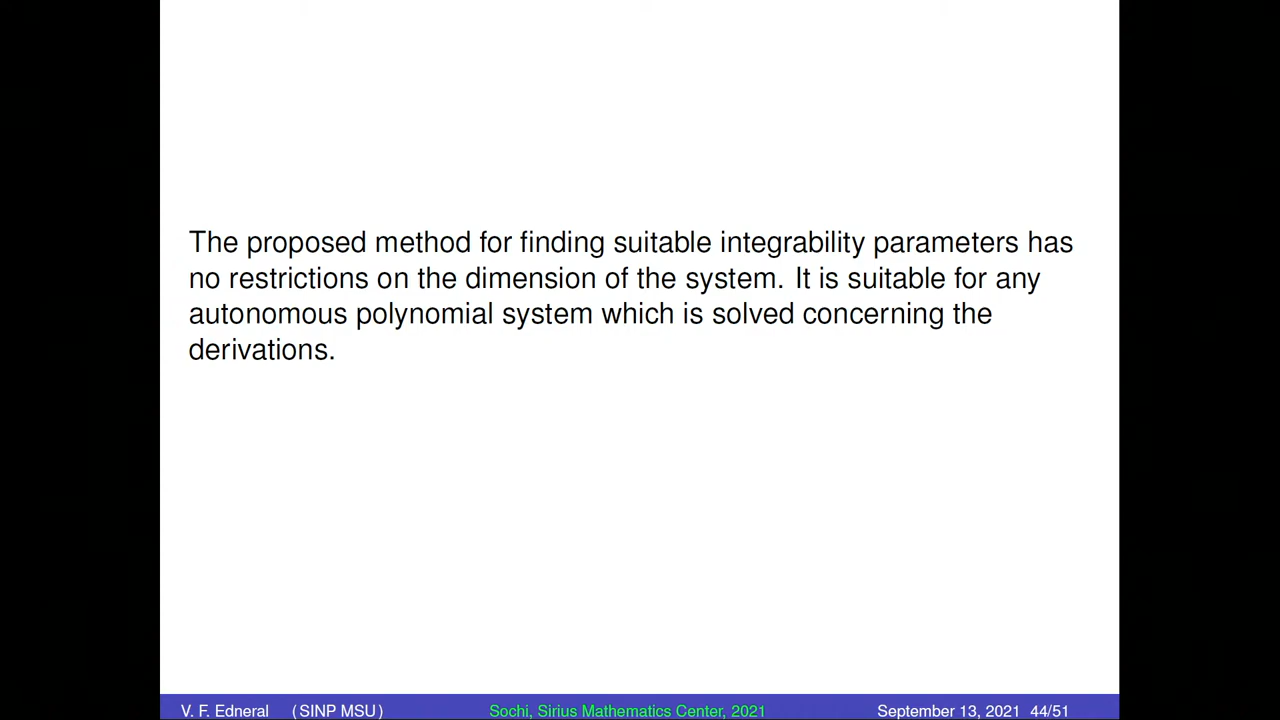 The proposed method for finding suitable integrability parameters has
no restrictions on the dimension of the system. It is suitable for any
autonomous polynomial system which is solved concerning the
derivations.
V. F. Edneral (SINP MSU) Sochi, Sirius Mathematics Center, 2021 September 13, 2021 44/51